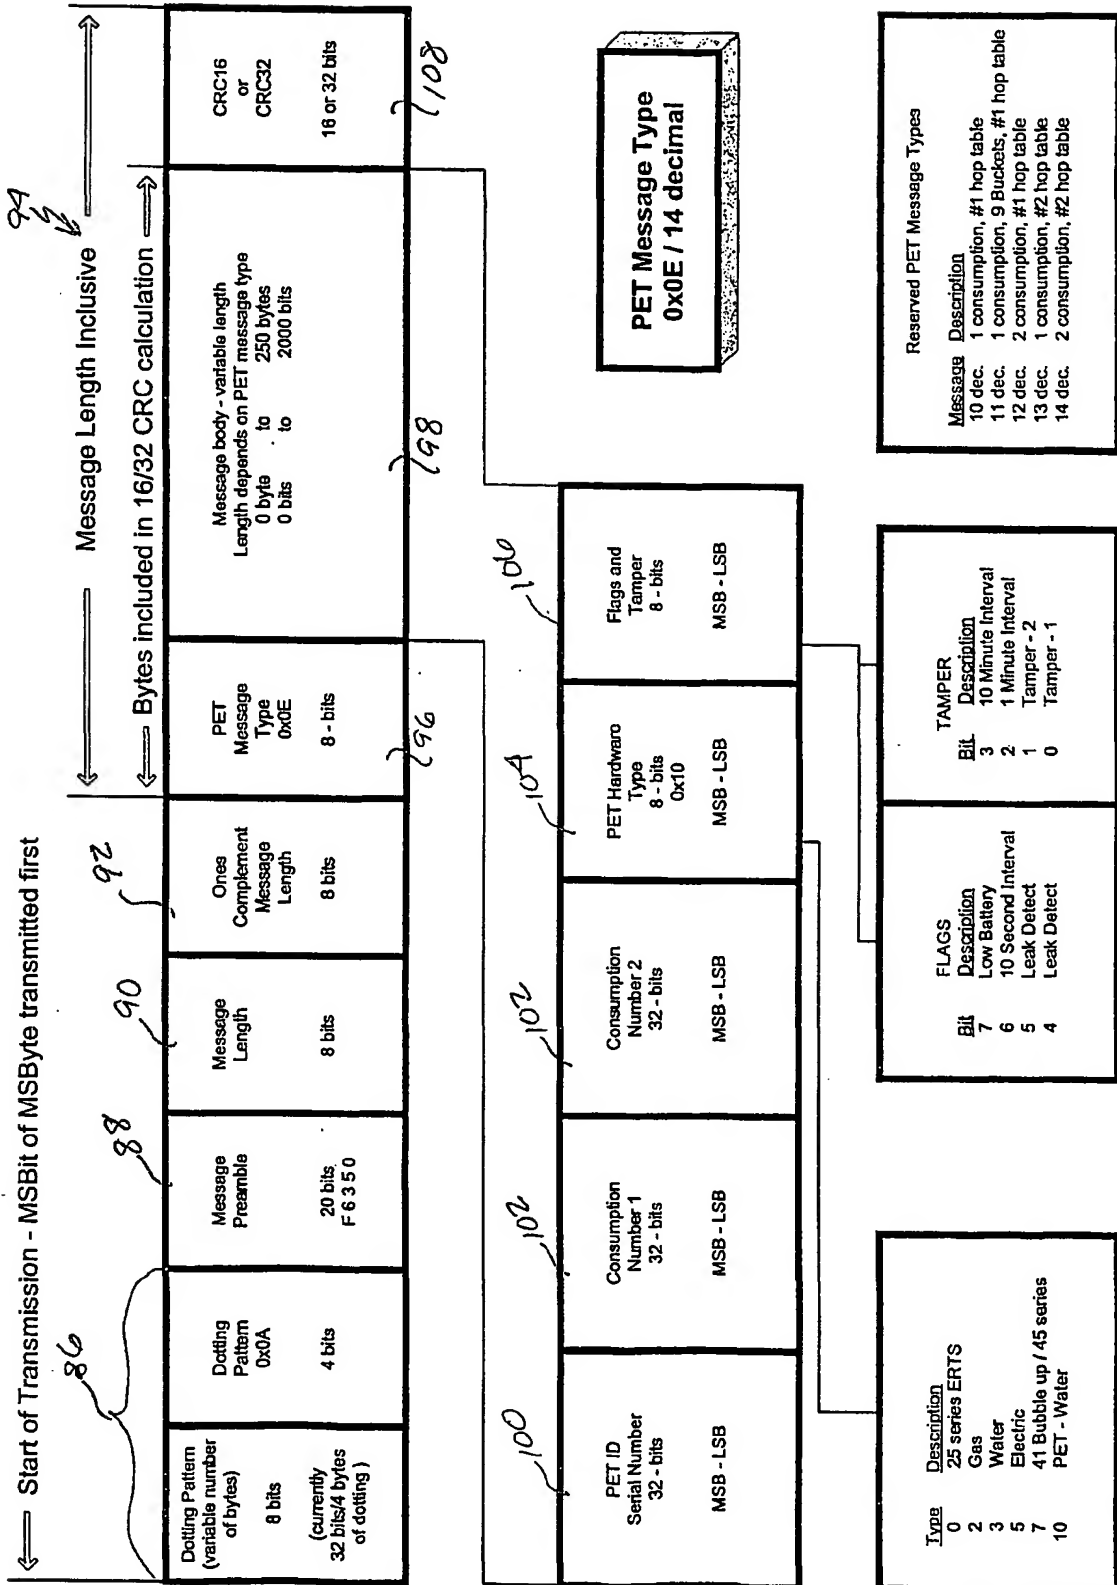 Start of Transmission - MSBit of MSByte transmitted first
94
Message Length Inclusive
Bytes included in 16/32 CRC calculation
86
88
90
92
Dotting Pattern
(variable number
of bytes)
8 bits
(currently
32 bits/4 bytes
of dotting )
Dotting
Pattern
0x0A
4 bits
Message
Preamble
20 bits
F 6 3 5 0
Message
Length
8 bits
Ones
Complement
Message
Length
8 bits
PET
Message
Type
0x0E
8 - bits
Message body - variable length
Length depends on PET message type
0 byte to 250 bytes
0 bits to 2000 bits
CRC16
or
CRC32
16 or 32 bits
96
98
108
100
102
102
104
106
PET ID
Serial Number
32 - bits
MSB - LSB
Consumption
Number 1
32 - bits
MSB - LSB
Consumption
Number 2
32 - bits
MSB - LSB
PET Hardware
Type
8 - bits
0x10
MSB - LSB
Flags and
Tamper
8 - bits
MSB - LSB
PET Message Type
0x0E / 14 decimal
Type Description
0 25 series ERTS
2 Gas
3 Water
5 Electric
7 41 Bubble up / 45 series
10 PET - Water
FLAGS
Bit Description
7 Low Battery
6 10 Second Interval
5 Leak Detect
4 Leak Detect
TAMPER
Bit Description
3 10 Minute Interval
2 1 Minute Interval
1 Tamper - 2
0 Tamper - 1
Reserved PET Message Types
Message Description
10 dec. 1 consumption, #1 hop table
11 dec. 1 consumption, 9 Buckets, #1 hop table
12 dec. 2 consumption, #1 hop table
13 dec. 1 consumption, #2 hop table
14 dec. 2 consumption, #2 hop table